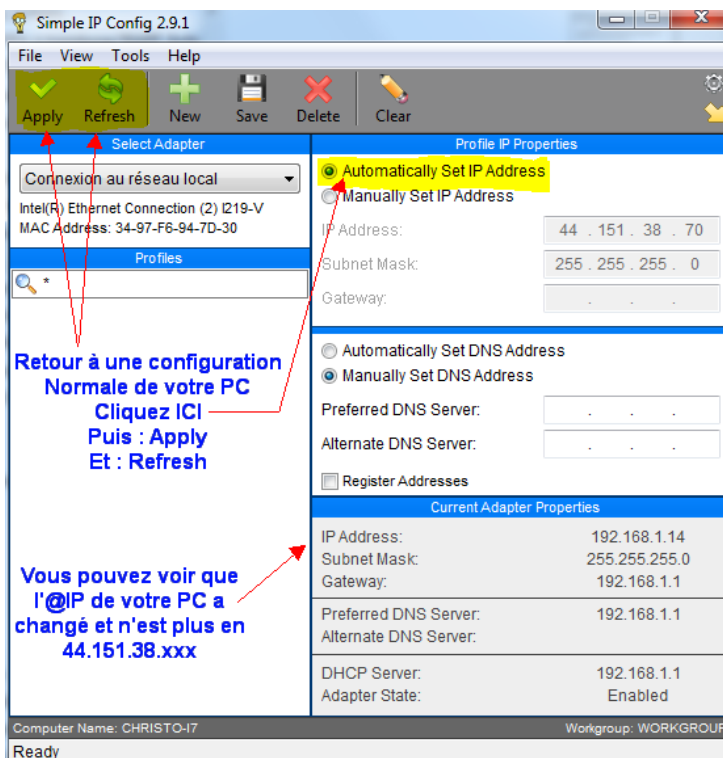 Simple IP Config 2.9.1
File View Tools Help
Apply Refresh New Save Delete Clear
Select Adapter
Connexion au réseau local
Intel(R) Ethernet Connection (2) I219-V
MAC Address: 34-97-F6-94-7D-30
Profiles
*
Retour à une configuration
Normale de votre PC
Cliquez ICI
Puis : Apply
Et : Refresh
Vous pouvez voir que
l'@IP de votre PC a
changé et n'est plus en
44.151.38.xxx
Profile IP Properties
Automatically Set IP Address
Manually Set IP Address
IP Address: 44 . 151 . 38 . 70
Subnet Mask: 255 . 255 . 255 . 0
Gateway: . . .
Automatically Set DNS Address
Manually Set DNS Address
Preferred DNS Server: . . .
Alternate DNS Server: . . .
Register Addresses
Current Adapter Properties
IP Address: 192.168.1.14
Subnet Mask: 255.255.255.0
Gateway: 192.168.1.1
Preferred DNS Server: 192.168.1.1
Alternate DNS Server:
DHCP Server: 192.168.1.1
Adapter State: Enabled
Computer Name: CHRISTO-I7 Workgroup: WORKGROUP
Ready